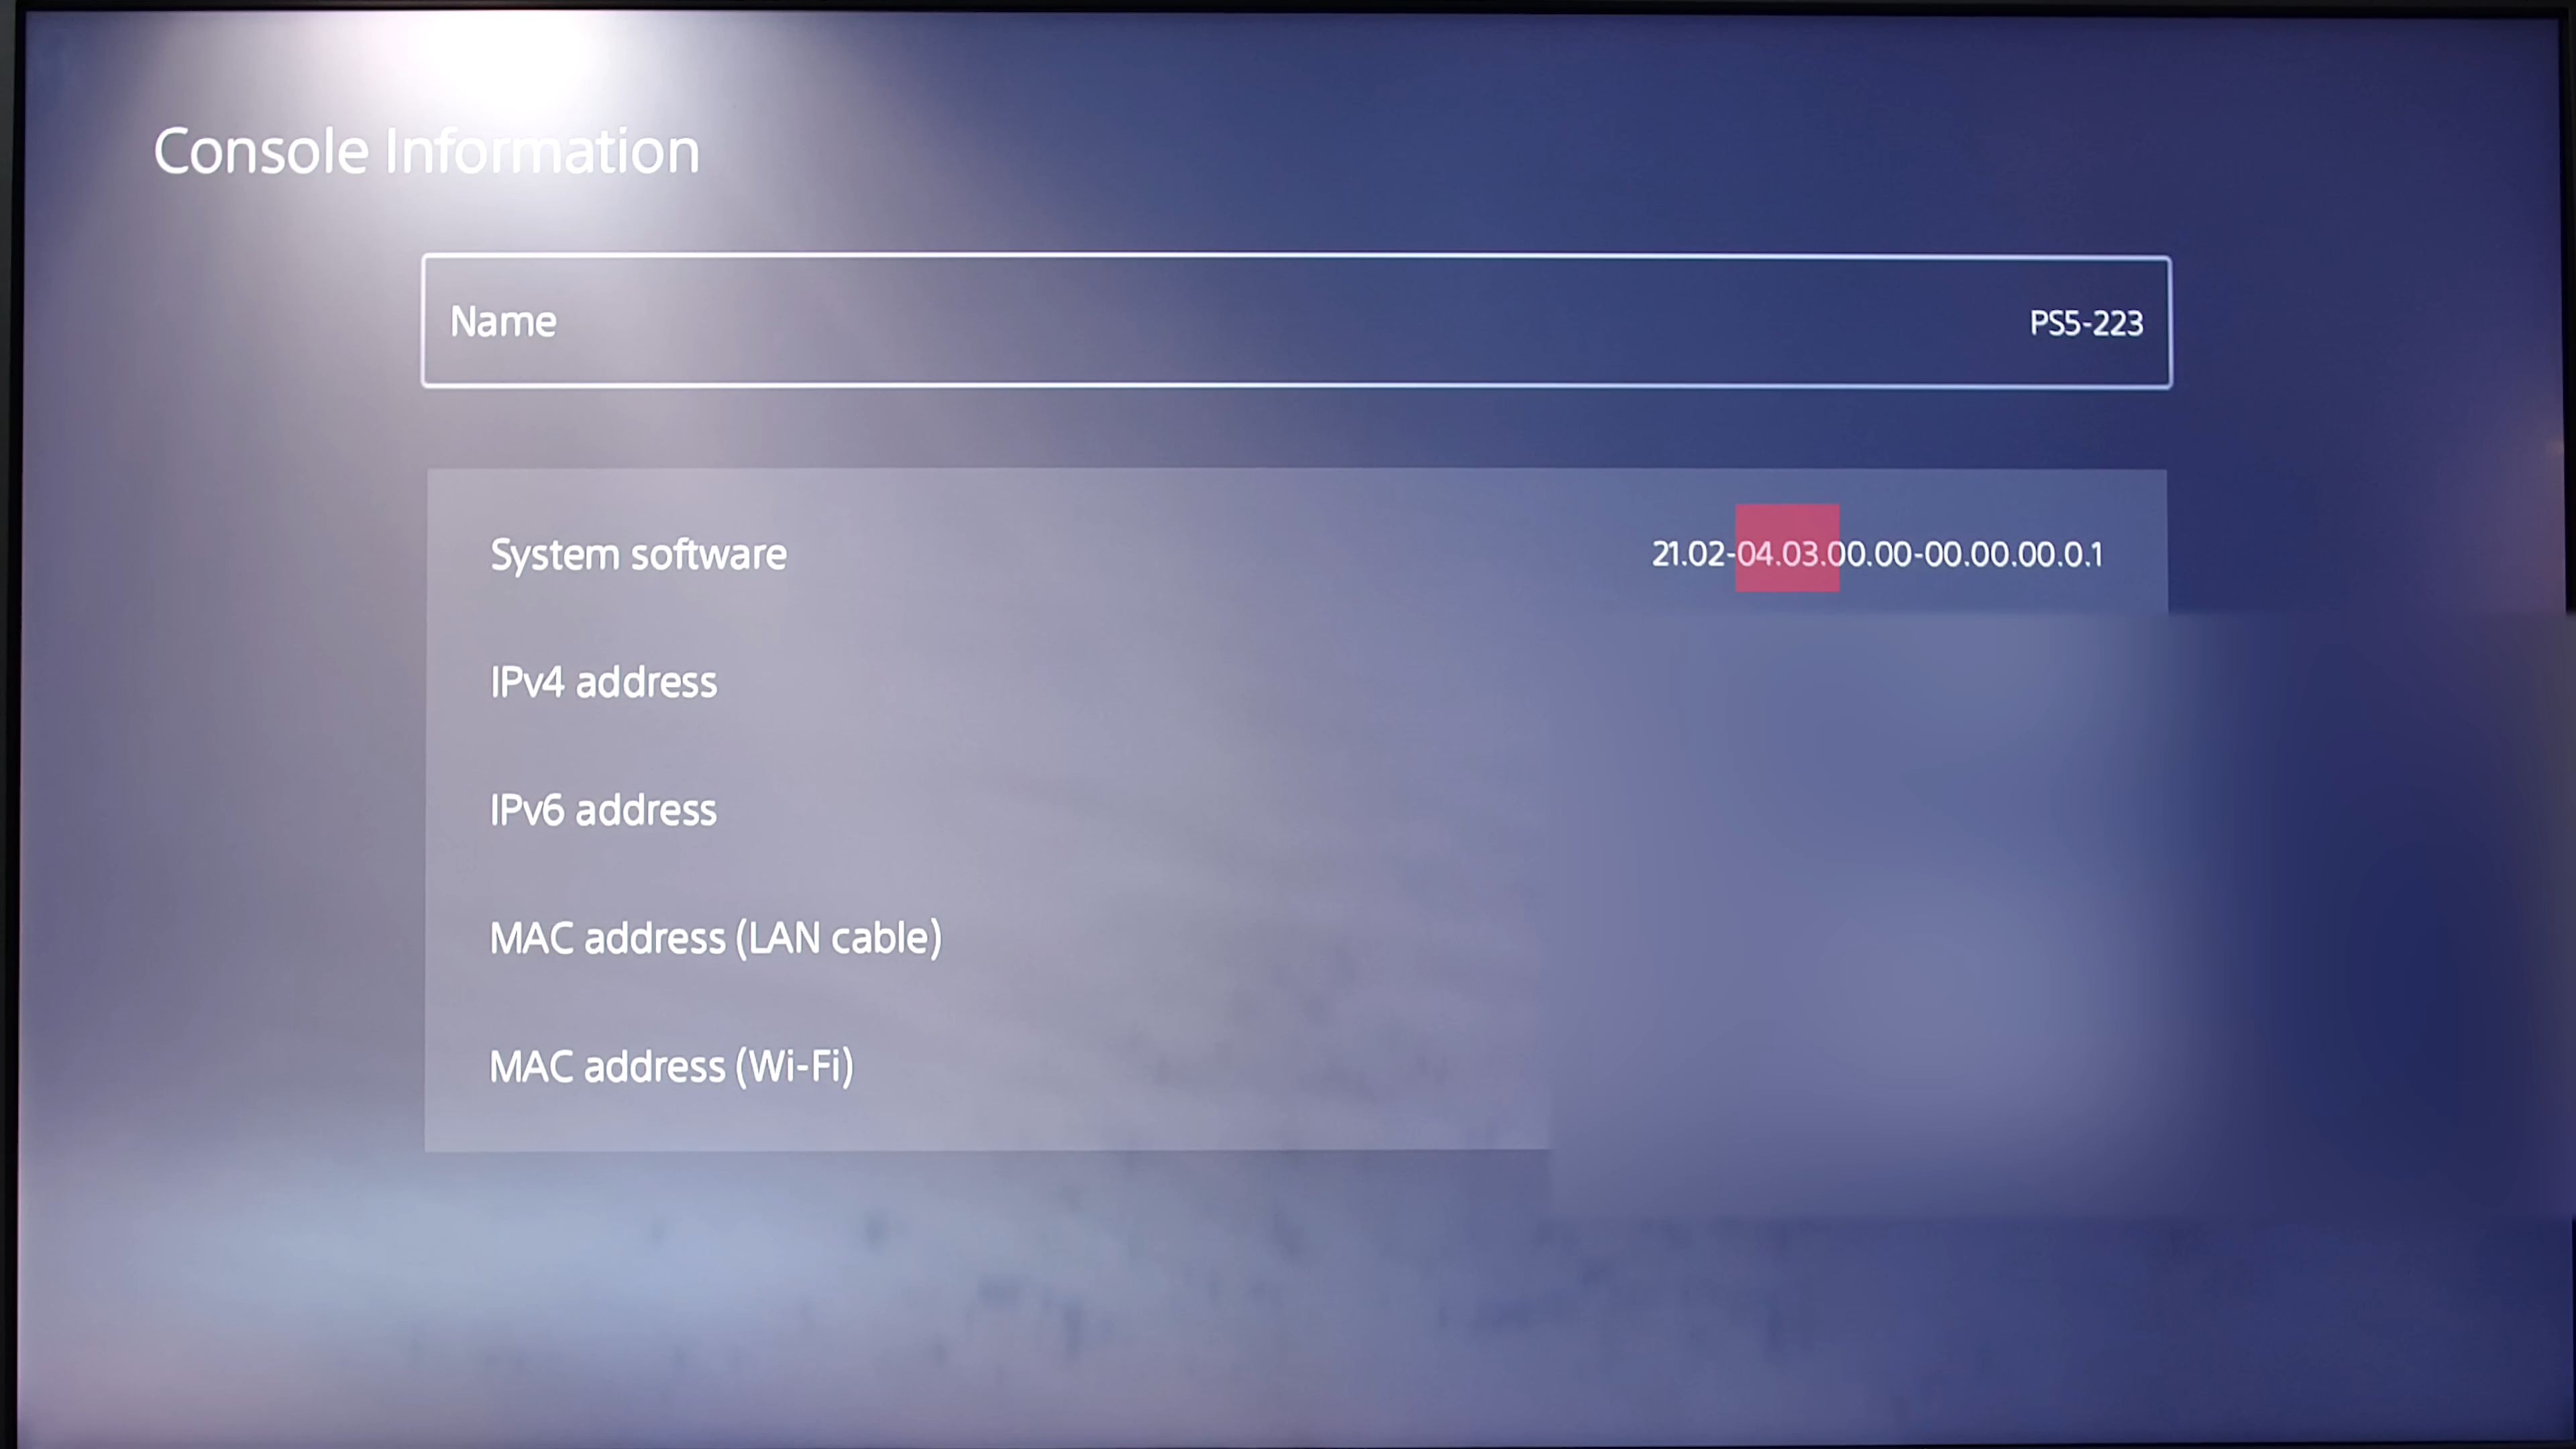 Console Information
Name
PS5-223
System software
21.02-04.03.00.00-00.00.00.0.1
IPv4 address
IPv6 address
MAC address (LAN cable)
MAC address (Wi-Fi)